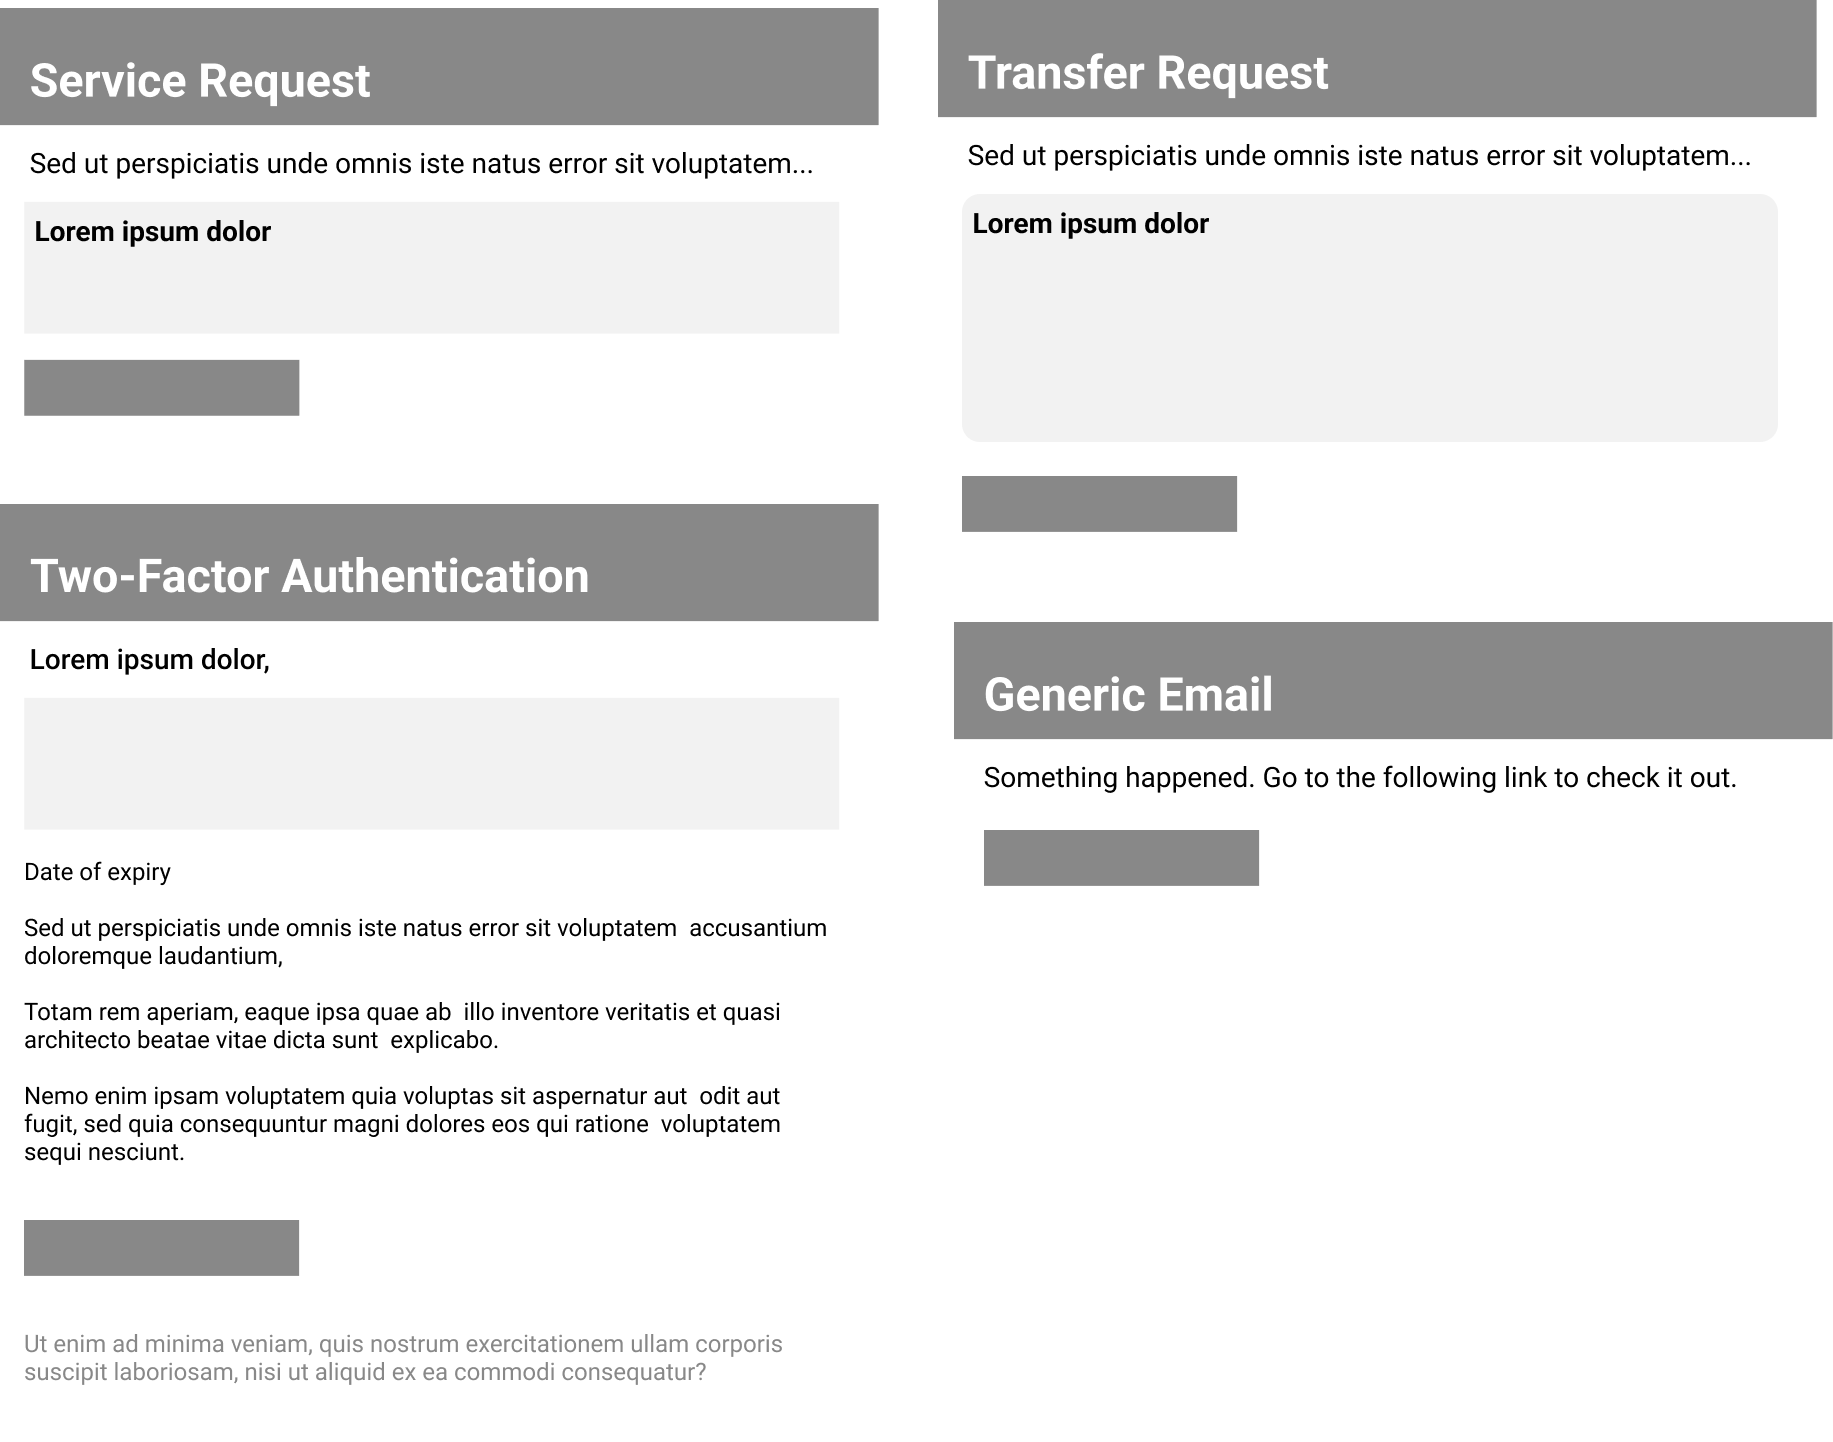 Service Request
Sed ut perspiciatis unde omnis iste natus error sit voluptatem...
Lorem ipsum dolor
Two-Factor Authentication
Lorem ipsum dolor,
Date of expiry
Sed ut perspiciatis unde omnis iste natus error sit voluptatem  accusantium
doloremque laudantium,
Totam rem aperiam, eaque ipsa quae ab  illo inventore veritatis et quasi
architecto beatae vitae dicta sunt  explicabo.
Nemo enim ipsam voluptatem quia voluptas sit aspernatur aut  odit aut
fugit, sed quia consequuntur magni dolores eos qui ratione  voluptatem
sequi nesciunt.
Ut enim ad minima veniam, quis nostrum exercitationem ullam corporis
suscipit laboriosam, nisi ut aliquid ex ea commodi consequatur?
Transfer Request
Sed ut perspiciatis unde omnis iste natus error sit voluptatem...
Lorem ipsum dolor
Generic Email
Something happened. Go to the following link to check it out.